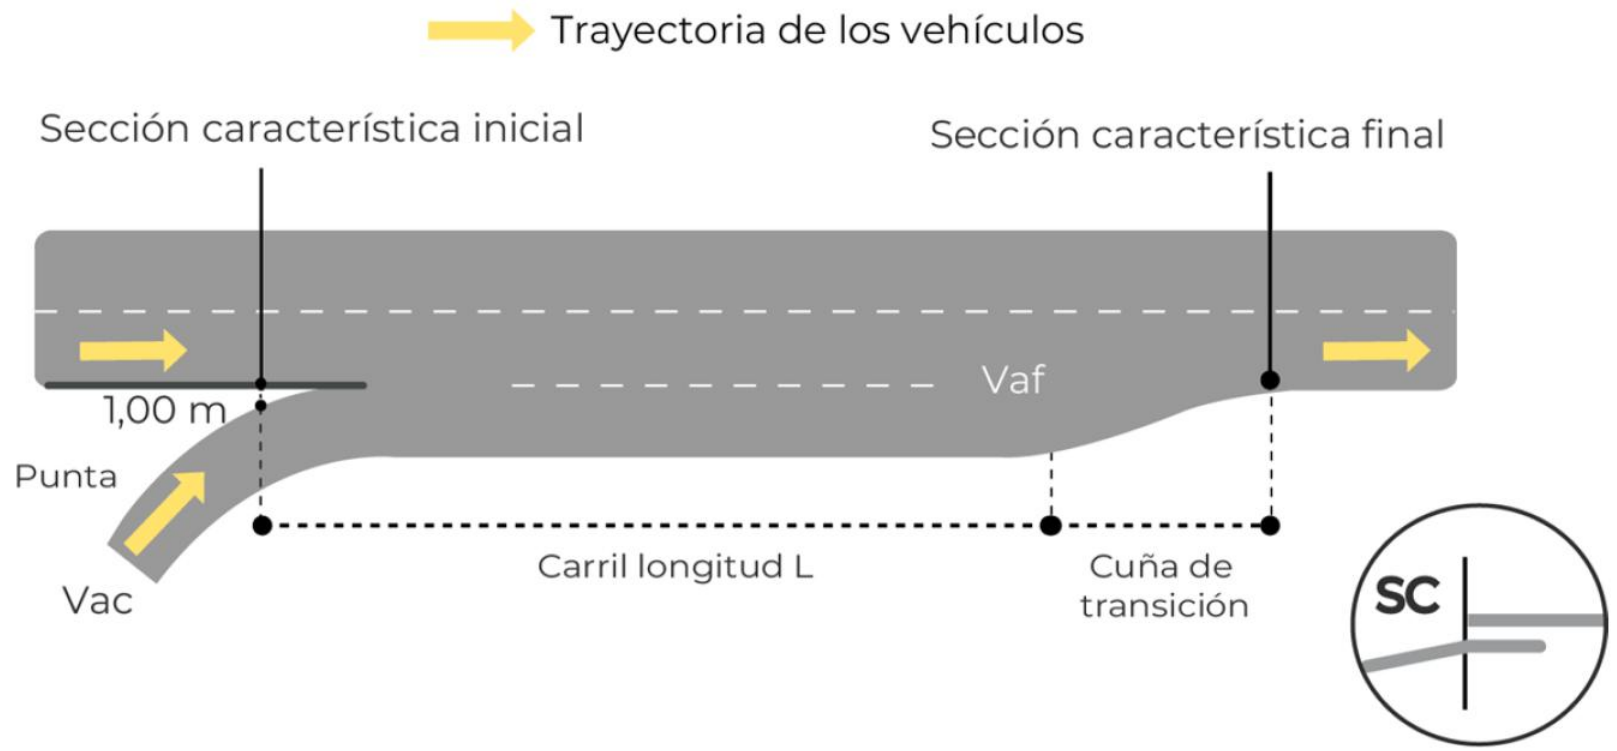 Trayectoria de los vehículos
Sección característica inicial
Sección característica final
Vaf
1,00 m
Punta
Vac
Carril longitud L
Cuña de
transición
SC